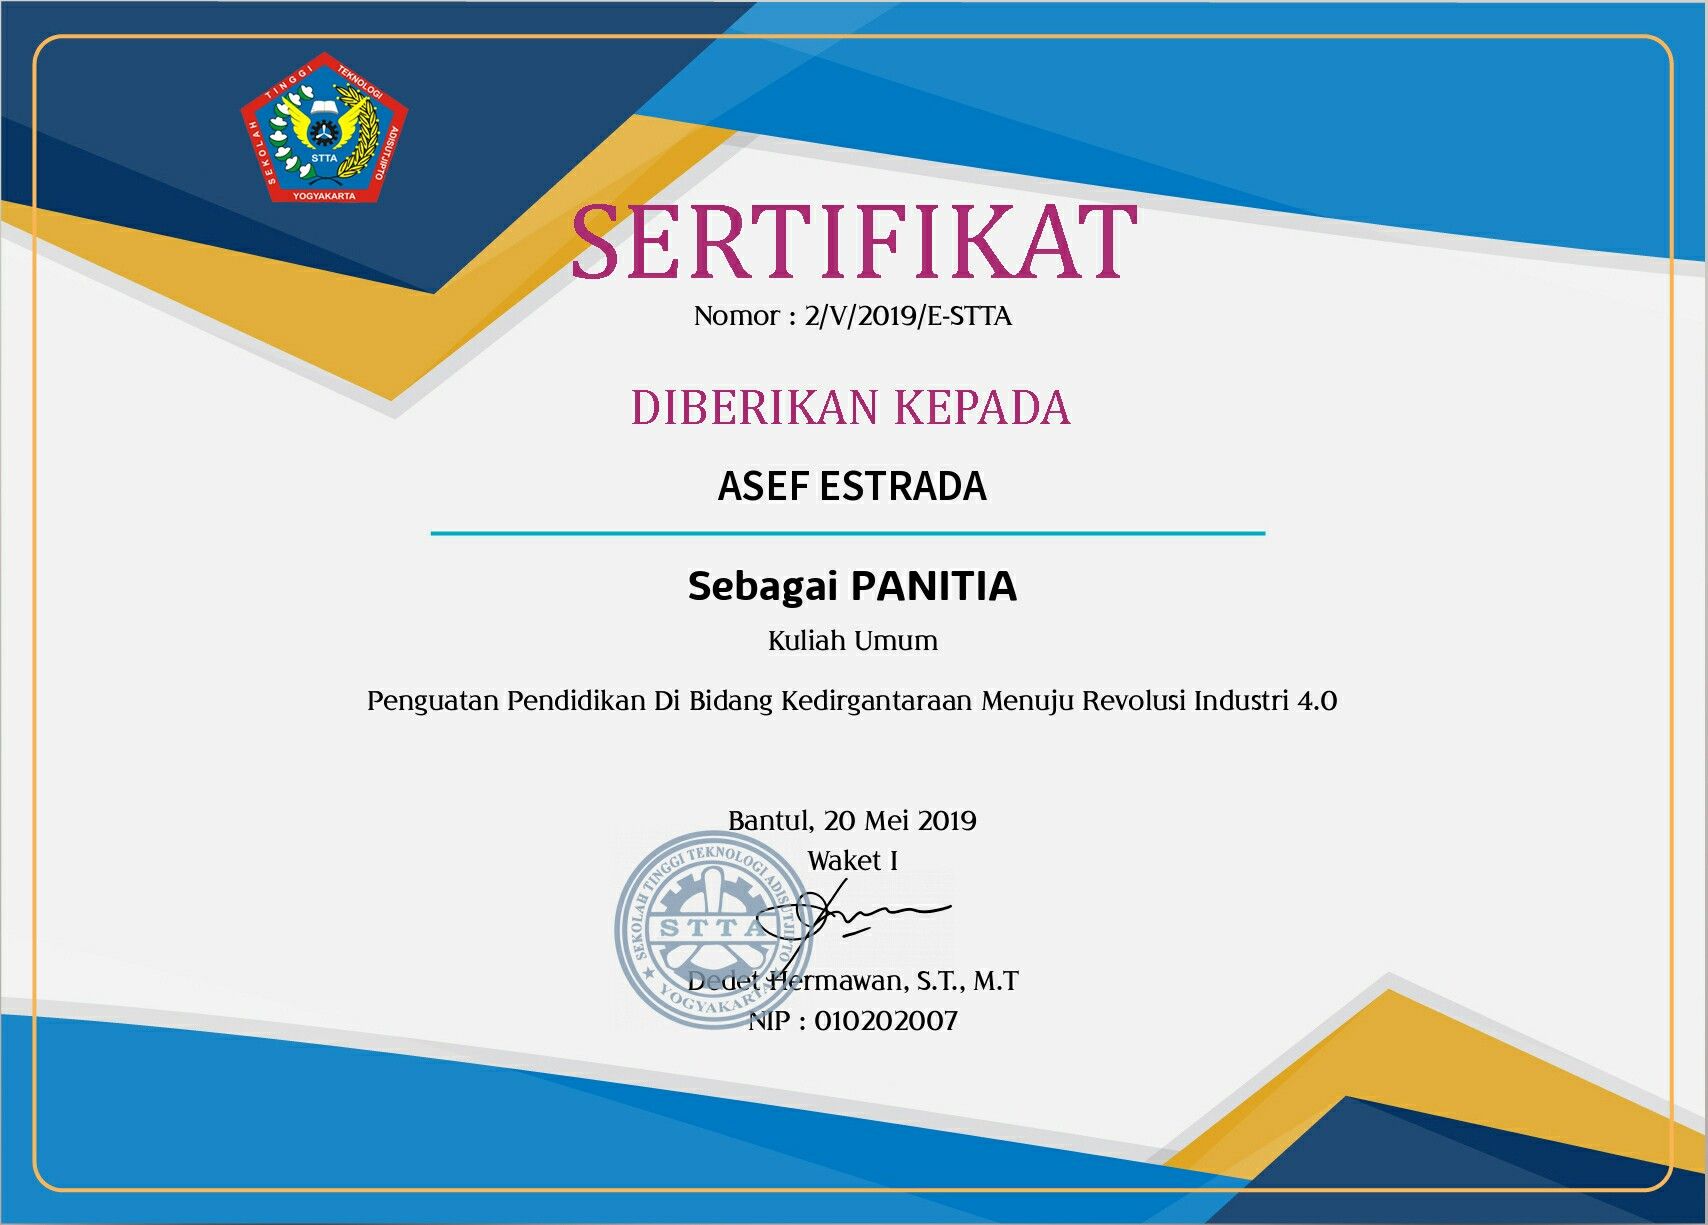 SEKOLAH TINGGI TEKNOLOGI ADISUTJIPTO
STTA
YOGYAKARTA
SERTIFIKAT
Nomor : 2/V/2019/E-STTA
DIBERIKAN KEPADA
ASEF ESTRADA
Sebagai PANITIA
Kuliah Umum
Penguatan Pendidikan Di Bidang Kedirgantaraan Menuju Revolusi Industri 4.0
Bantul, 20 Mei 2019
Waket I
SEKOLAH TINGGI TEKNOLOGI ADISUTJIPTO
STTA
YOGYAKARTA
Dedet Hermawan, S.T., M.T
NIP : 010202007